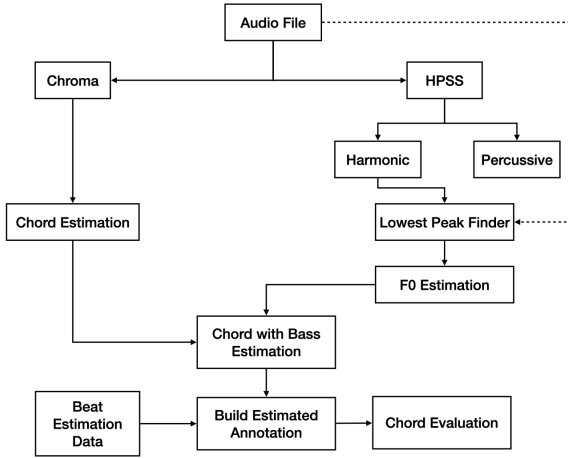 Audio File
Chroma
HPSS
Harmonic
Percussive
Chord Estimation
Lowest Peak Finder
F0 Estimation
Chord with Bass
Estimation
Beat
Estimation
Data
Build Estimated
Annotation
Chord Evaluation